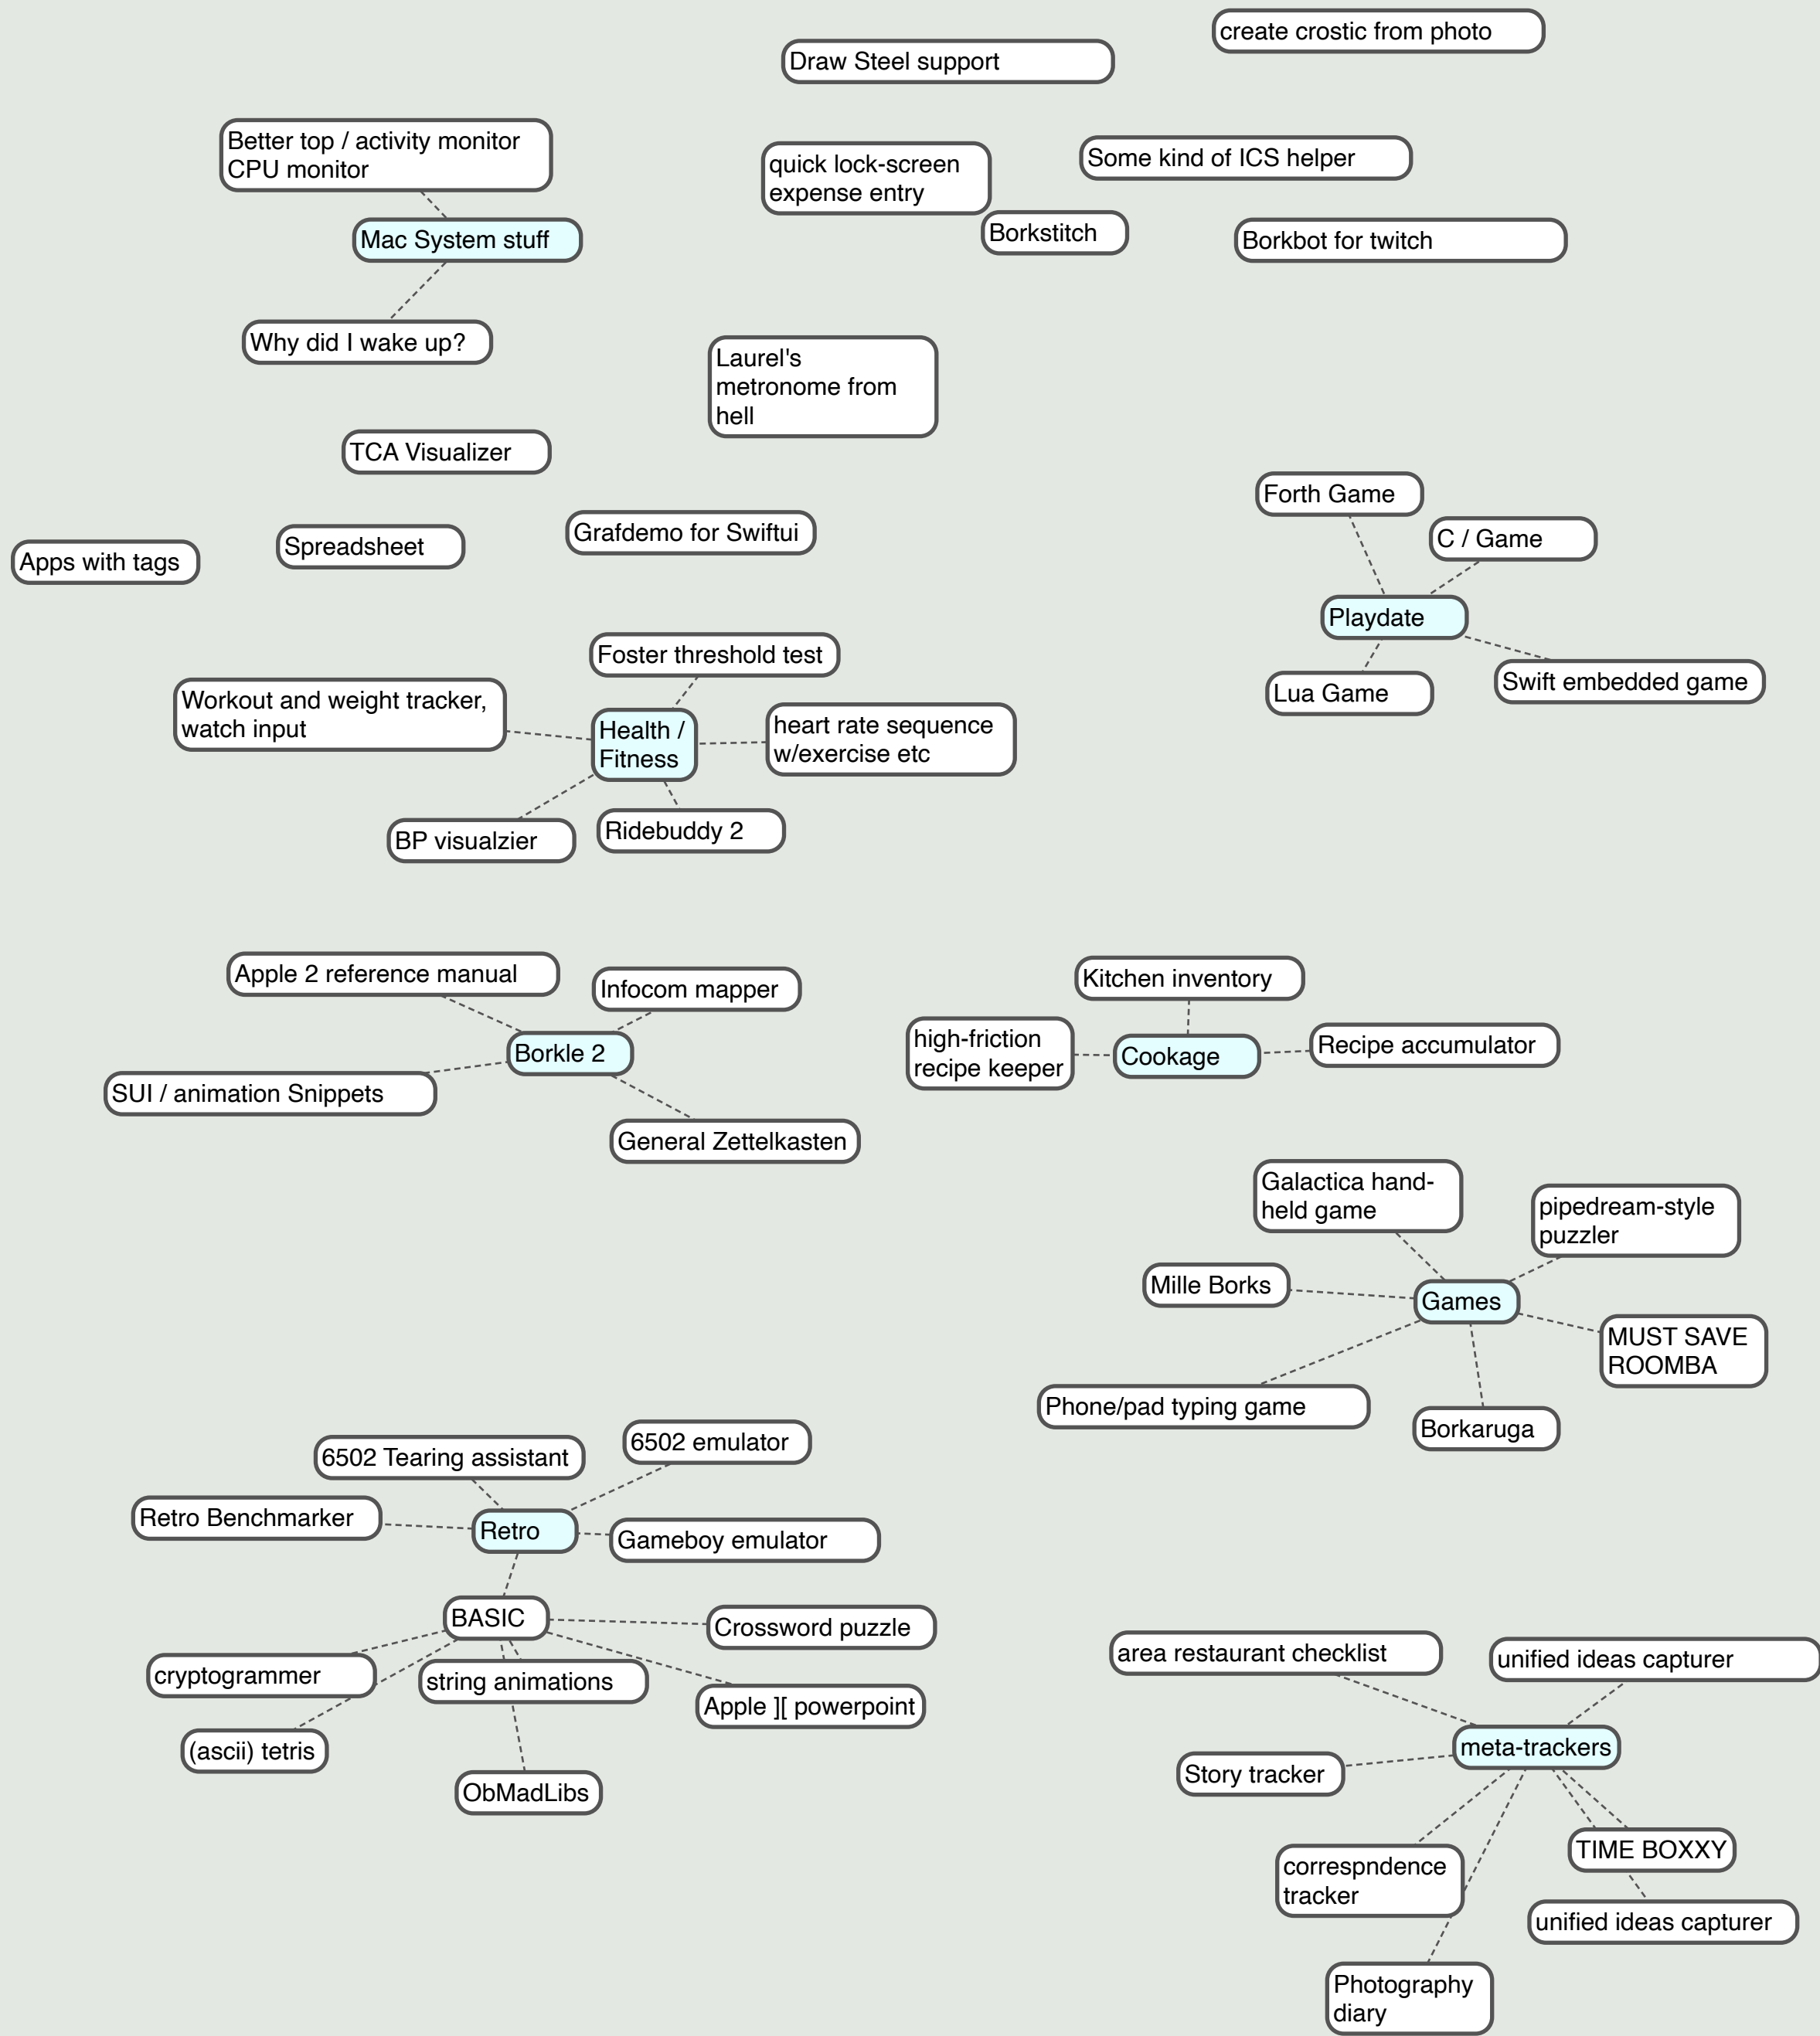 create crostic from photo
Draw Steel support
Better top / activity monitor
CPU monitor
quick lock-screen
expense entry
Some kind of ICS helper
Mac System stuff
Borkstitch
Borkbot for twitch
Why did I wake up?
Laurel's
metronome from
hell
TCA Visualizer
Forth Game
Grafdemo for Swiftui
C / Game
Spreadsheet
Apps with tags
Playdate
Foster threshold test
Swift embedded game
Lua Game
Workout and weight tracker,
watch input
Health /
Fitness
heart rate sequence
w/exercise etc
BP visualzier
Ridebuddy 2
Apple 2 reference manual
Infocom mapper
Kitchen inventory
Borkle 2
high-friction
recipe keeper
Cookage
Recipe accumulator
SUI / animation Snippets
General Zettelkasten
Galactica hand-
held game
pipedream-style
puzzler
Mille Borks
Games
MUST SAVE
ROOMBA
Phone/pad typing game
Borkaruga
6502 Tearing assistant
6502 emulator
Retro Benchmarker
Retro
Gameboy emulator
BASIC
Crossword puzzle
cryptogrammer
string animations
Apple ][ powerpoint
(ascii) tetris
ObMadLibs
area restaurant checklist
unified ideas capturer
meta-trackers
Story tracker
TIME BOXXY
correspndence
tracker
unified ideas capturer
Photography
diary